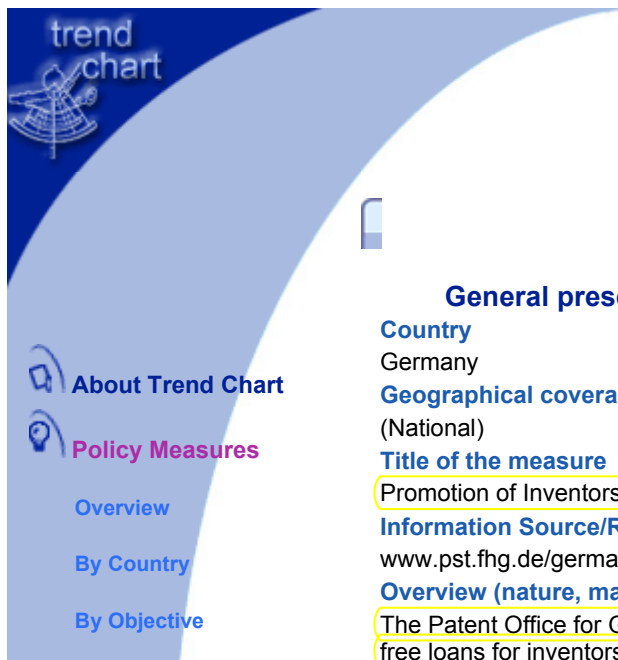 trend
chart
About Trend Chart
Policy Measures
Overview
By Country
By Objective
General pres
Country
Germany
Geographical covera
(National)
Title of the measure
Promotion of Inventors
Information Source/R
www.pst.fhg.de/germa
Overview (nature, ma
The Patent Office for G
free loans for inventors